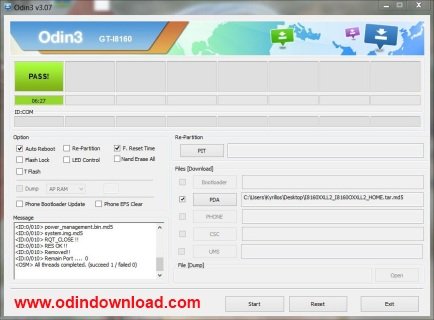 Odin3 v3.07
Odin3 GT-I8160
PASS!
06:27
ID:COM
Option
Auto Reboot Re-Partition F. Reset Time
Flash Lock LED Control Nand Erase All
T Flash
Dump AP RAM
Phone Bootloader Update Phone EFS Clear
Message
<ID:0/010> power_management.bin.md5
<ID:0/010> system.img.md5
<ID:0/010> RQT_CLOSE !!
<ID:0/010> RES OK !!
<ID:0/010> Removed!!
<ID:0/010> Remain Port .... 0
<OSM> All threads completed. (succeed 1 / failed 0)
Re-Partition
PIT
Files [Download]
Bootloader
PDA C:\Users\Kyrillos\Desktop\I8160XXLL2_I8160OXXLL2_HOME.tar.md5
PHONE
CSC
UMS
File [Dump]
Open
www.odindownload.com
Start Reset Exit